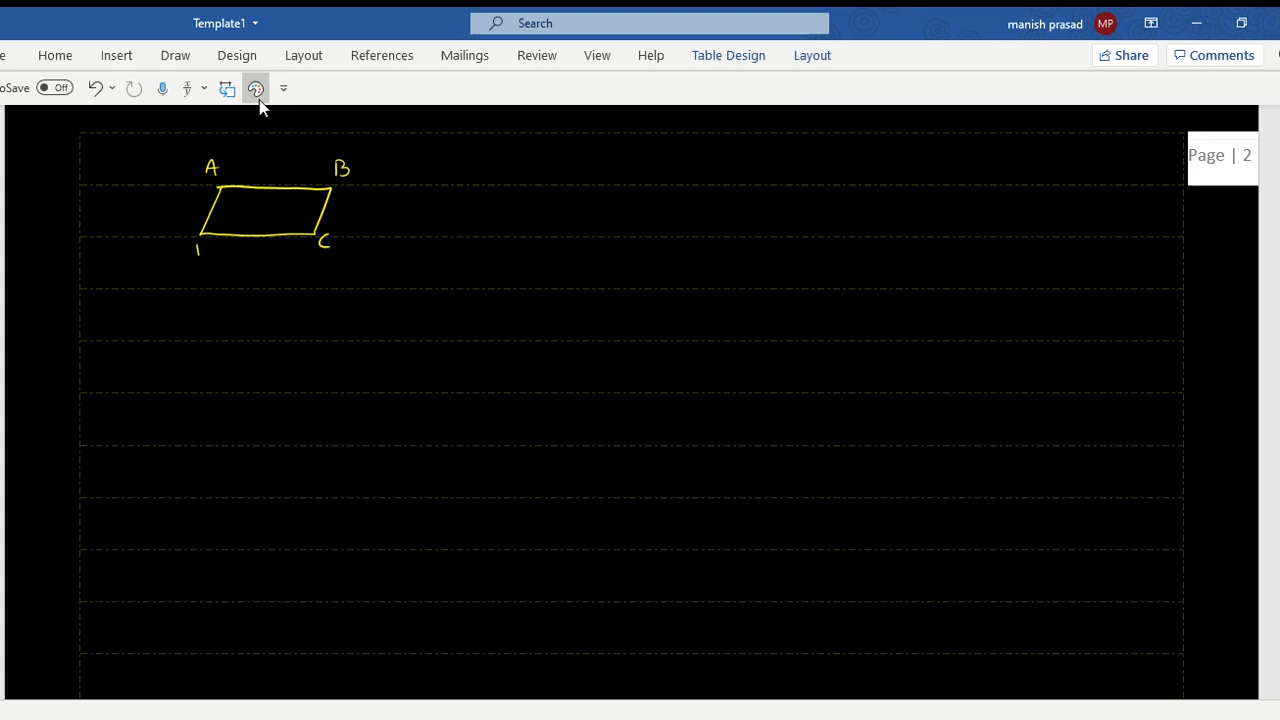 Template1
Search
manish prasad
MP
Home Insert Draw Design Layout References Mailings Review View Help Table Design Layout Share Comments
oSave Off
Page | 2
A B
C